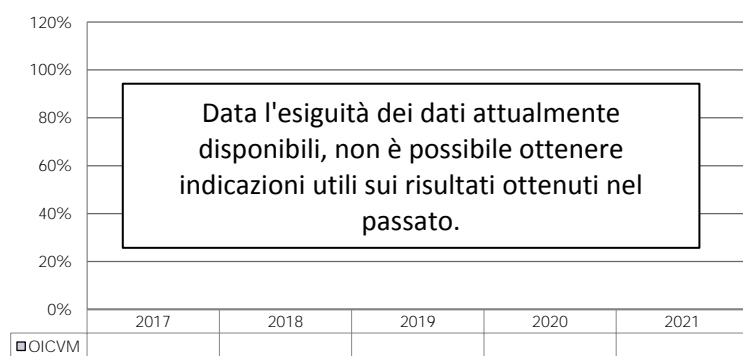 120%
100%
80%
60%
40%
20%
0%
Data l'esiguità dei dati attualmente
disponibili, non è possibile ottenere
indicazioni utili sui risultati ottenuti nel
passato.
2017 2018 2019 2020 2021
OICVM